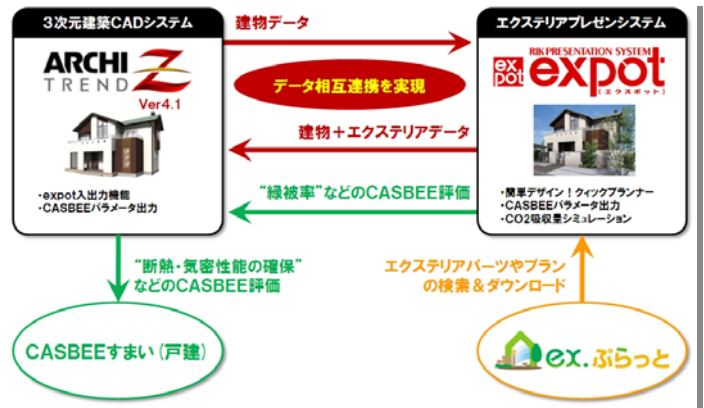 3次元建築CADシステム
建物データ
エクステリアプレゼンシステム
ARCHI
TREND Z
Ver4.1
データ相互連携を実現
RIK PRESENTATION SYSTEM
ex
pot
expot
[エクスポット]
建物＋エクステリアデータ
・expot入出力機能
・CASBEEパラメータ出力
“緑被率”などのCASBEE評価
・簡単デザイン！クィックプランナー
・CASBEEパラメータ出力
・CO2吸収量シミュレーション
“断熱・気密性能の確保”
などのCASBEE評価
エクステリアパーツやプラン
の検索＆ダウンロード
CASBEEすまい（戸建）
ex.ぷらっと